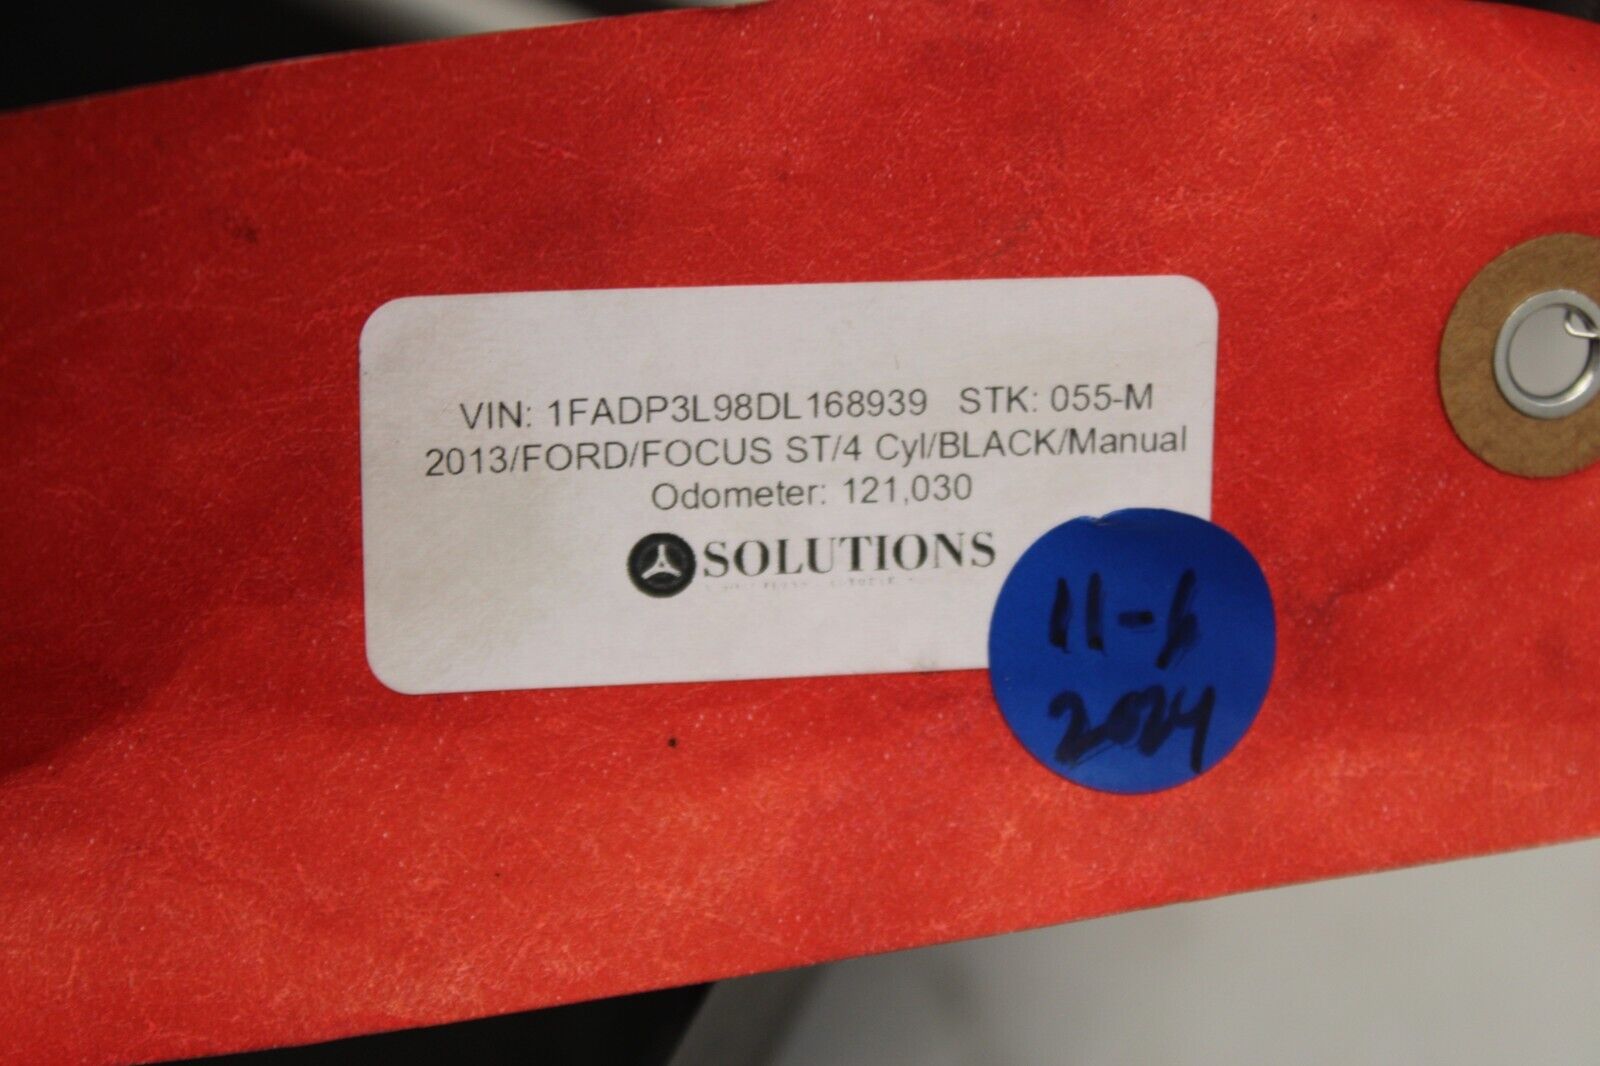 VIN: 1FADP3L98DL168939 STK: 055-M
2013/FORD/FOCUS ST/4 Cyl/BLACK/Manual
Odometer: 121,030
SOLUTIONS
11-6
2024